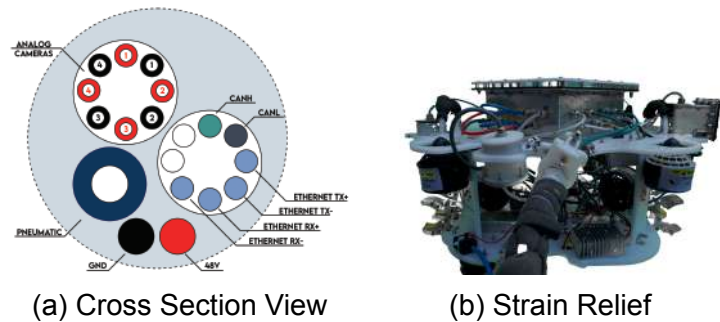 ANALOG
CAMERAS
1
4
1
4
2
3
2
3
CANH
CANL
ETHERNET TX+
ETHERNET TX-
ETHERNET RX+
ETHERNET RX-
PNEUMATIC
GND
48V
(a) Cross Section View
(b) Strain Relief